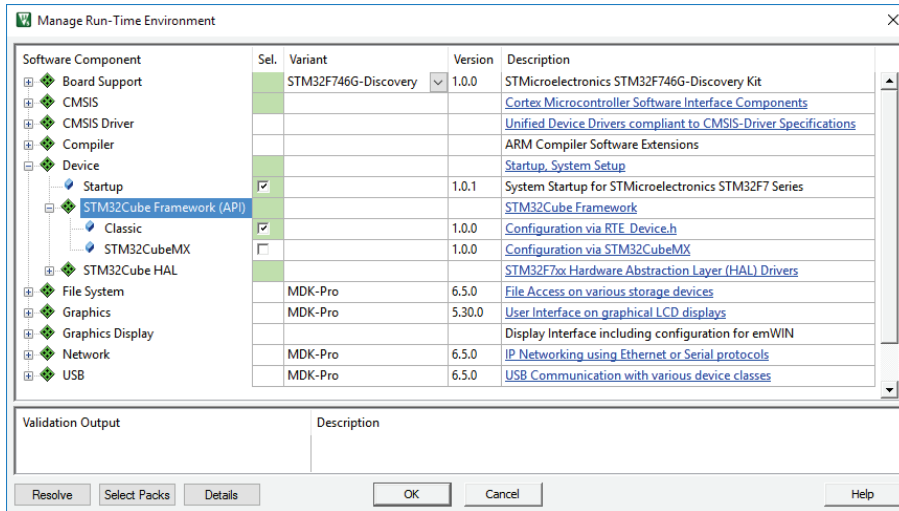 Manage Run-Time Environment
Software Component Sel. Variant Version Description
Board Support STM32F746G-Discovery 1.0.0 STMicroelectronics STM32F746G-Discovery Kit
CMSIS Cortex Microcontroller Software Interface Components
CMSIS Driver Unified Device Drivers compliant to CMSIS-Driver Specifications
Compiler ARM Compiler Software Extensions
Device Startup, System Setup
Startup 1.0.1 System Startup for STMicroelectronics STM32F7 Series
STM32Cube Framework (API) STM32Cube Framework
Classic 1.0.0 Configuration via RTE_Device.h
STM32CubeMX 1.0.0 Configuration via STM32CubeMX
STM32Cube HAL STM32F7xx Hardware Abstraction Layer (HAL) Drivers
File System MDK-Pro 6.5.0 File Access on various storage devices
Graphics MDK-Pro 5.30.0 User Interface on graphical LCD displays
Graphics Display Display Interface including configuration for emWIN
Network MDK-Pro 6.5.0 IP Networking using Ethernet or Serial protocols
USB MDK-Pro 6.5.0 USB Communication with various device classes
Validation Output Description
Resolve Select Packs Details OK Cancel Help